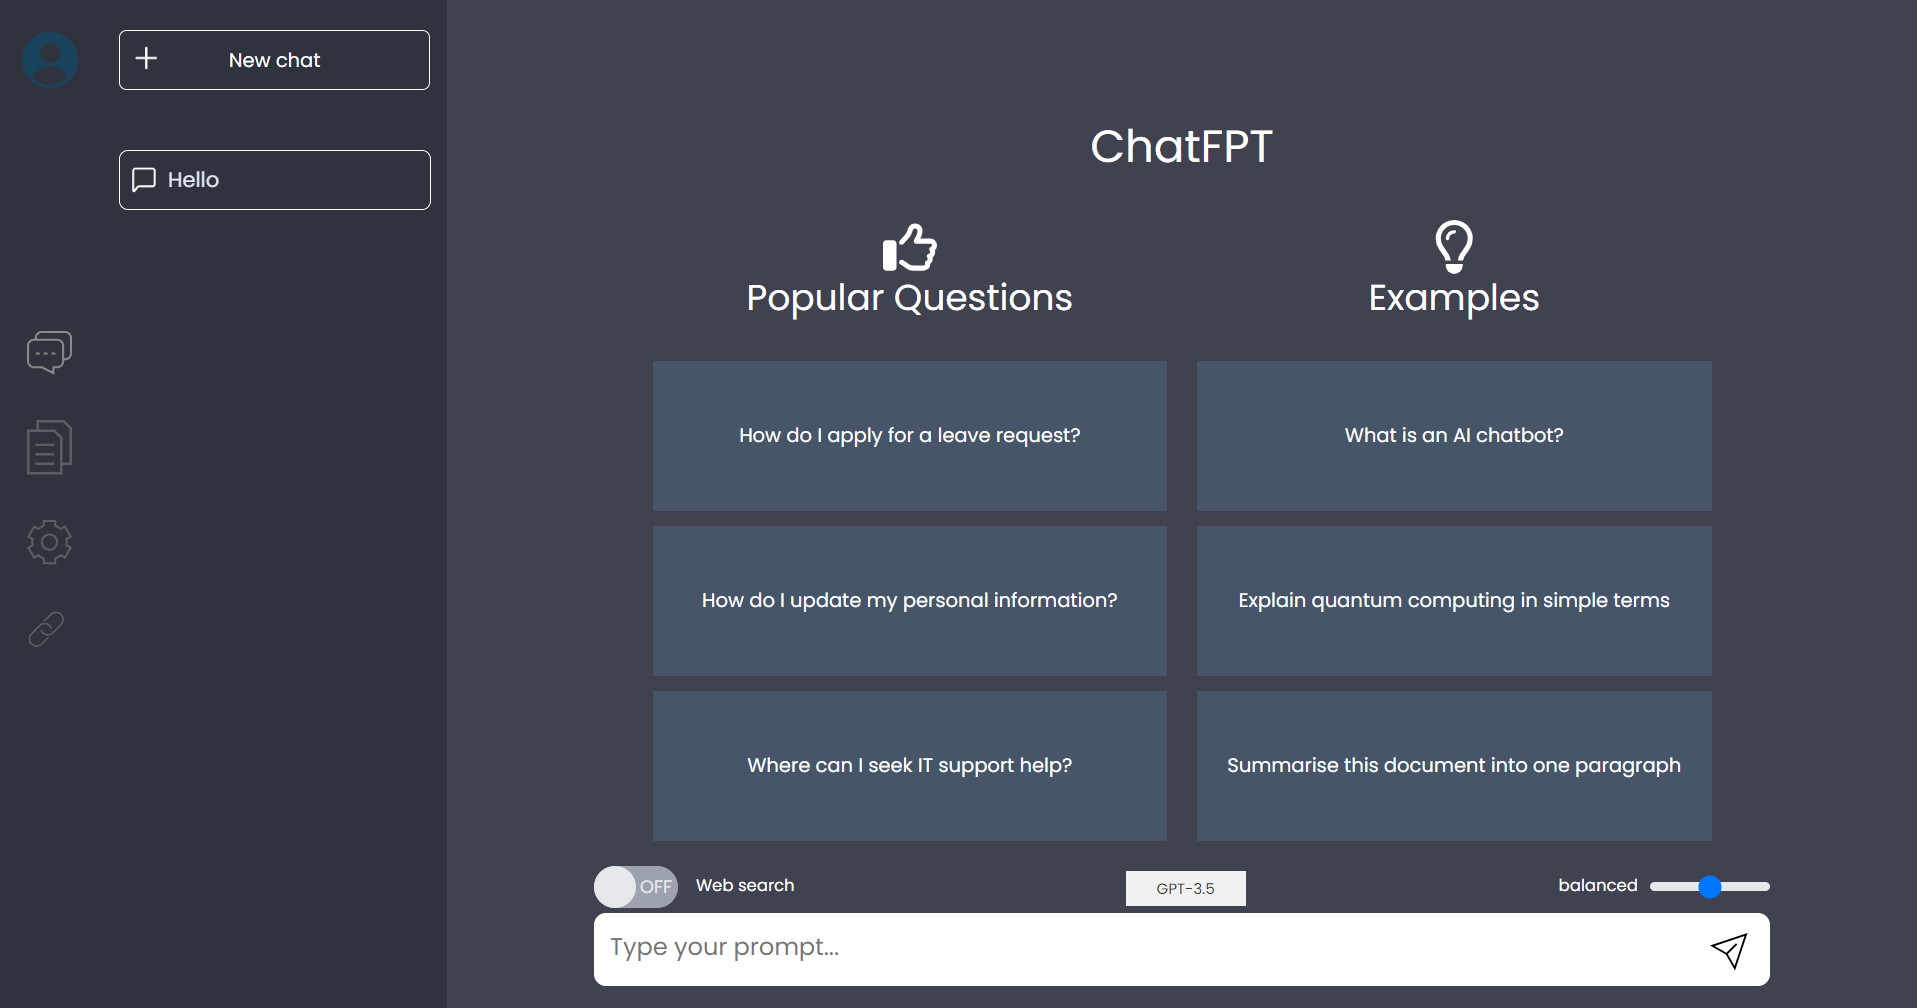 New chat
Hello
ChatFPT
Popular Questions
Examples
How do I apply for a leave request?
What is an AI chatbot?
How do I update my personal information?
Explain quantum computing in simple terms
Where can I seek IT support help?
Summarise this document into one paragraph
OFF
Web search
GPT-3.5
balanced
Type your prompt...